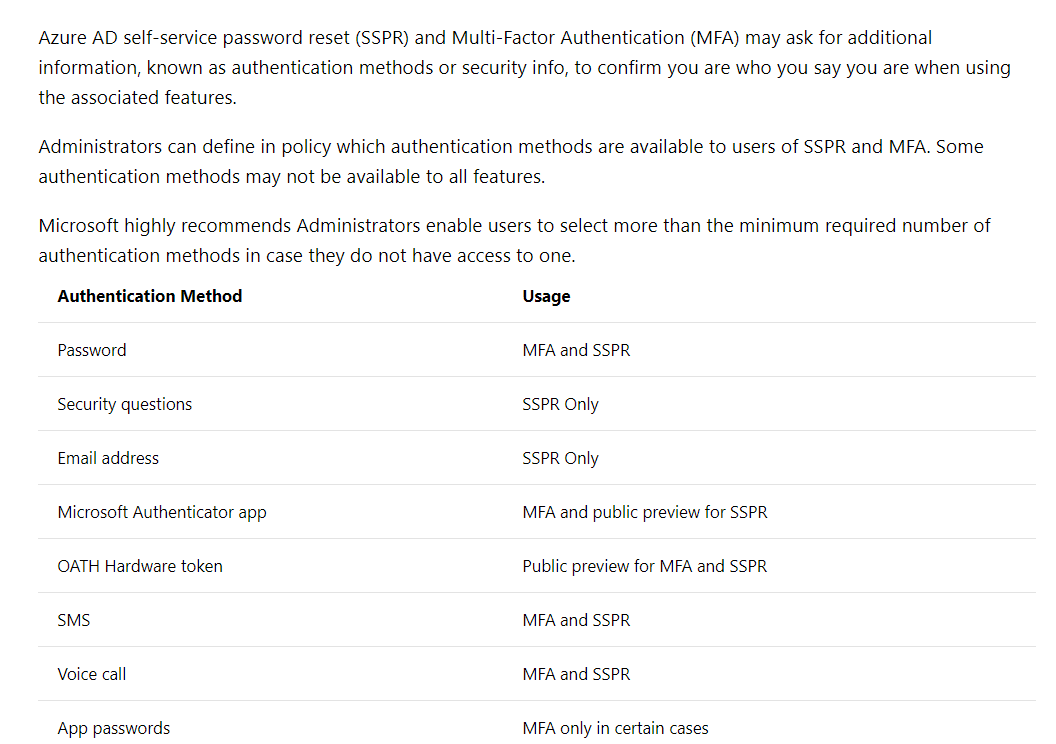 Azure AD self-service password reset (SSPR) and Multi-Factor Authentication (MFA) may ask for additional
information, known as authentication methods or security info, to confirm you are who you say you are when using
the associated features.
Administrators can define in policy which authentication methods are available to users of SSPR and MFA. Some
authentication methods may not be available to all features.
Microsoft highly recommends Administrators enable users to select more than the minimum required number of
authentication methods in case they do not have access to one.
Authentication Method Usage
Password MFA and SSPR
Security questions SSPR Only
Email address SSPR Only
Microsoft Authenticator app MFA and public preview for SSPR
OATH Hardware token Public preview for MFA and SSPR
SMS MFA and SSPR
Voice call MFA and SSPR
App passwords MFA only in certain cases